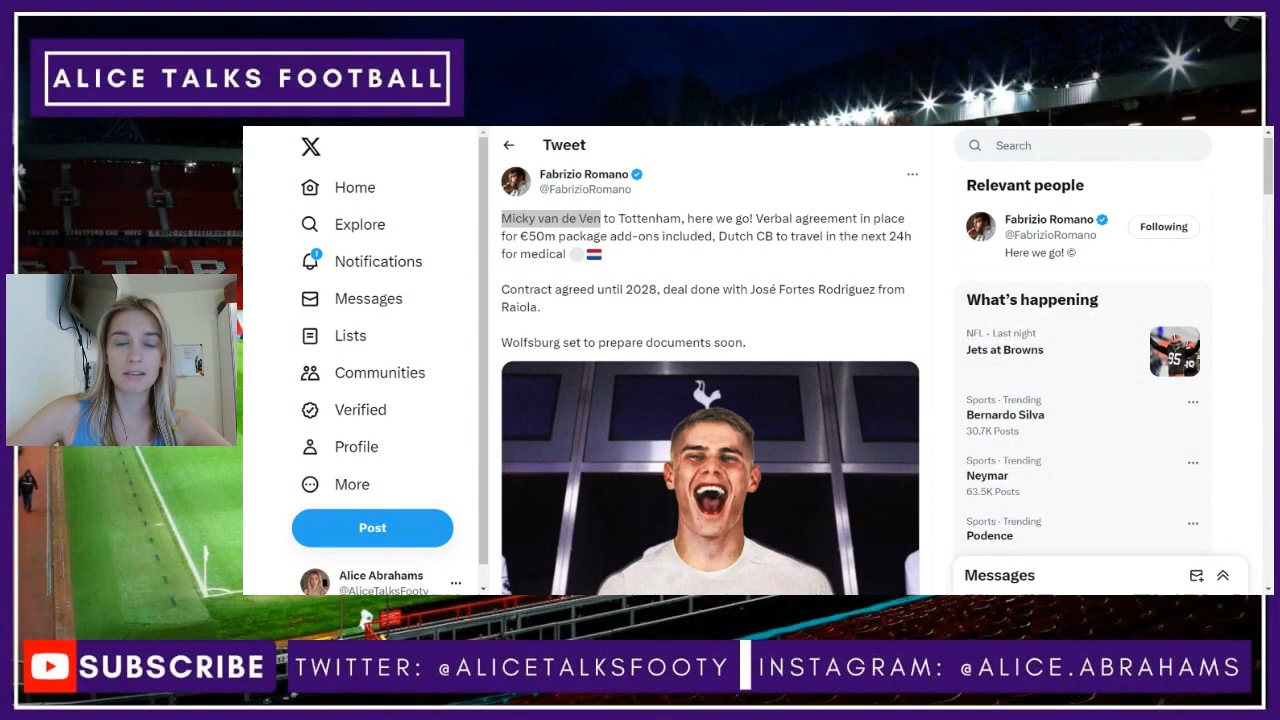 ALICE TALKS FOOTBALL
Home
Explore
1
Notifications
Messages
Lists
Communities
Verified
Profile
More
Post
Alice Abrahams
@AliceTalksFooty
Tweet
Fabrizio Romano
@FabrizioRomano
Micky van de Ven to Tottenham, here we go! Verbal agreement in place
for €50m package add-ons included, Dutch CB to travel in the next 24h
for medical
Contract agreed until 2028, deal done with José Fortes Rodriguez from
Raiola.
Wolfsburg set to prepare documents soon.
Search
Relevant people
Fabrizio Romano
@FabrizioRomano
Following
Here we go! ©
What’s happening
NFL · Last night
Jets at Browns
Sports · Trending
Bernardo Silva
30.7K Posts
Sports · Trending
Neymar
63.5K Posts
Sports · Trending
Podence
Messages
SUBSCRIBE
TWITTER: @ALICETALKSFOOTY
INSTAGRAM: @ALICE.ABRAHAMS